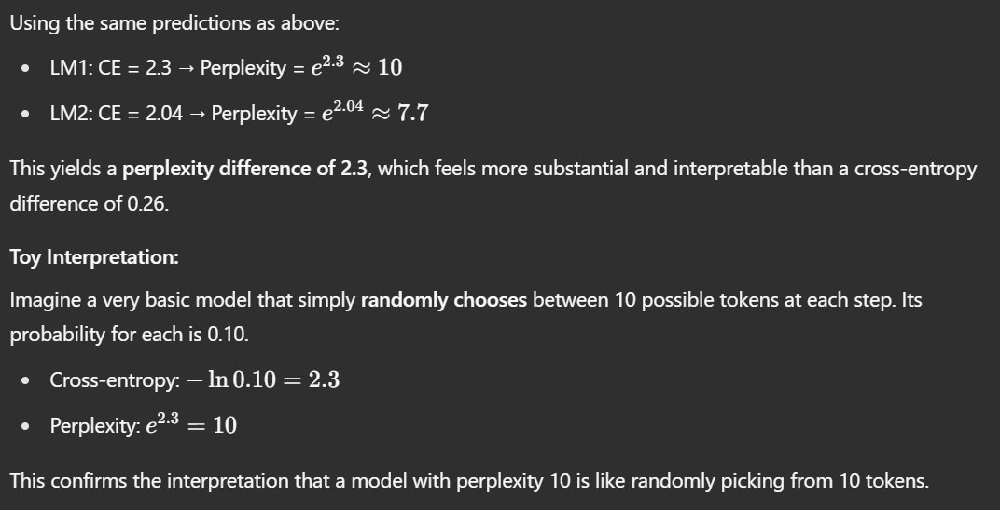 Using the same predictions as above:
• LM1: CE = 2.3 → Perplexity = e^2.3 ≈ 10
• LM2: CE = 2.04 → Perplexity = e^2.04 ≈ 7.7
This yields a perplexity difference of 2.3, which feels more substantial and interpretable than a cross-entropy
difference of 0.26.
Toy Interpretation:
Imagine a very basic model that simply randomly chooses between 10 possible tokens at each step. Its
probability for each is 0.10.
• Cross-entropy: − ln 0.10 = 2.3
• Perplexity: e^2.3 = 10
This confirms the interpretation that a model with perplexity 10 is like randomly picking from 10 tokens.